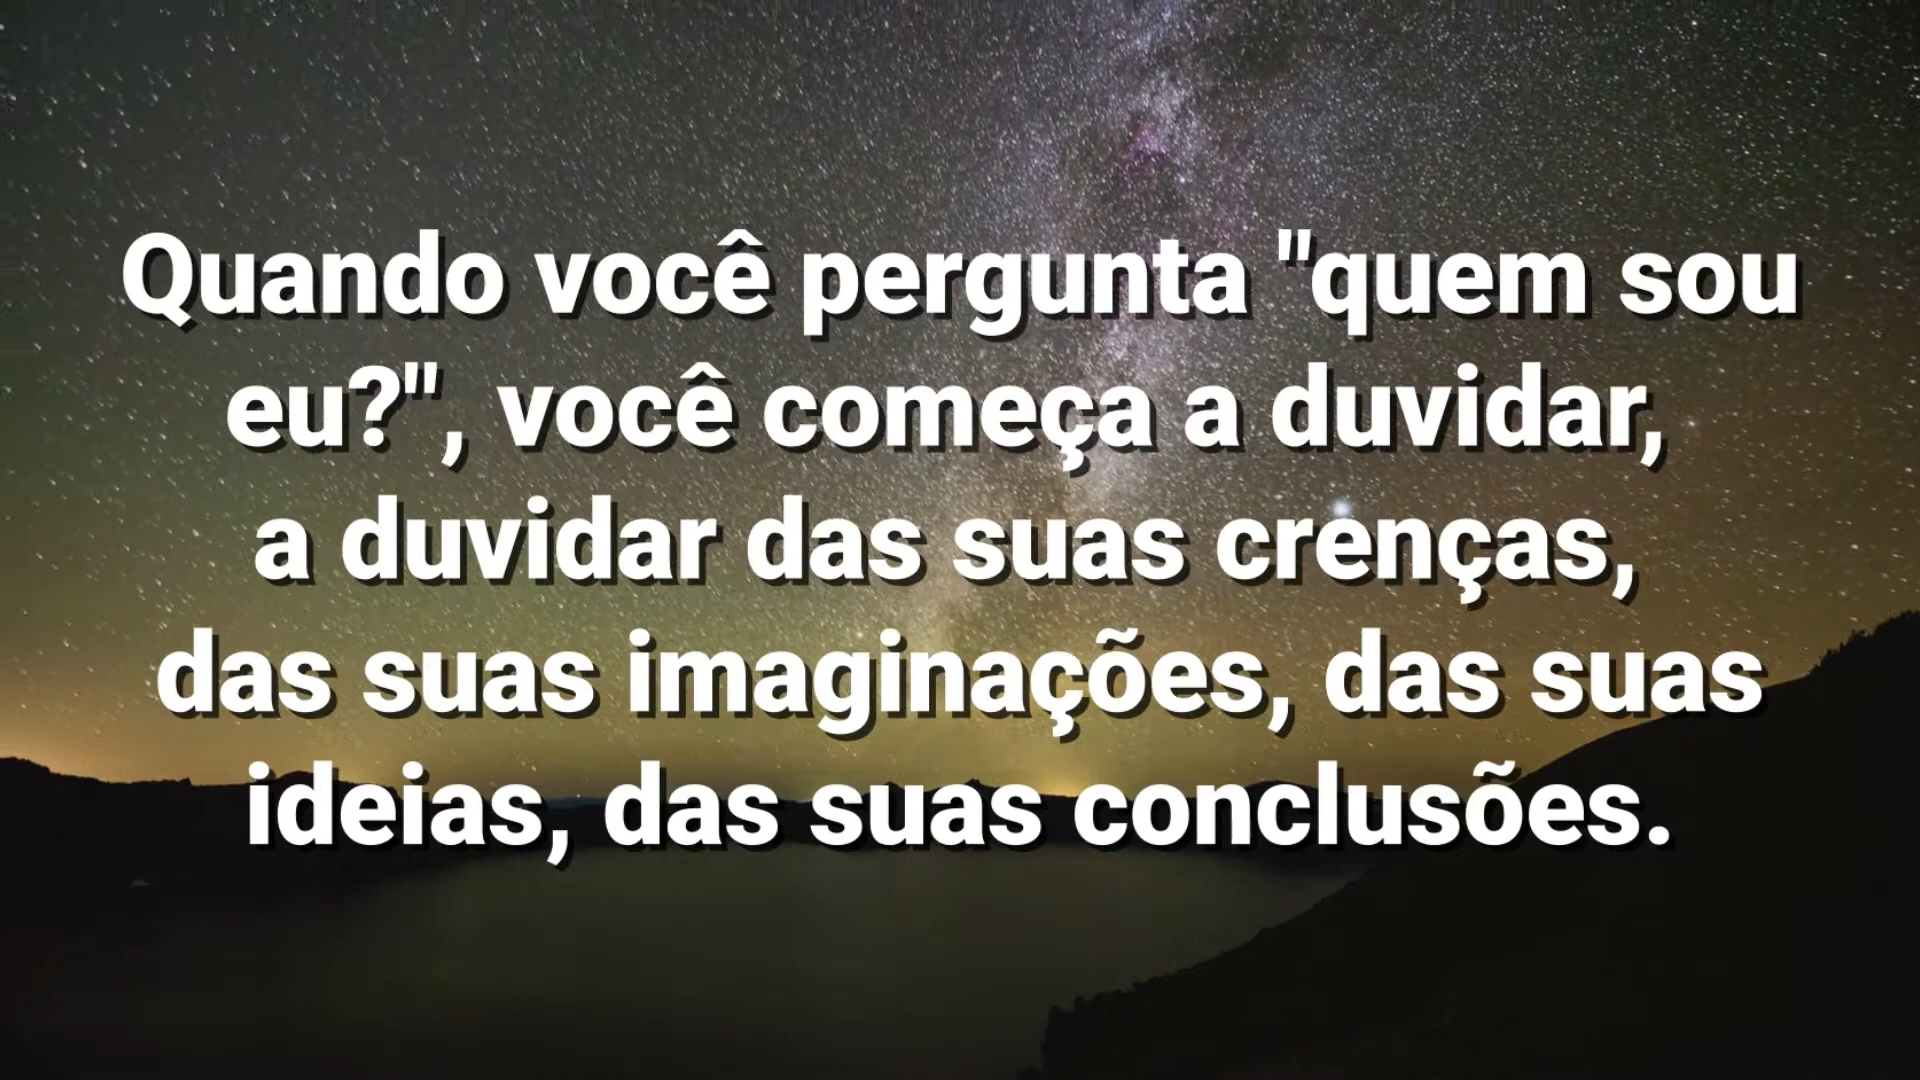 Quando você pergunta "quem sou
eu?", você começa a duvidar,
a duvidar das suas crenças,
das suas imaginações, das suas
ideias, das suas conclusões.